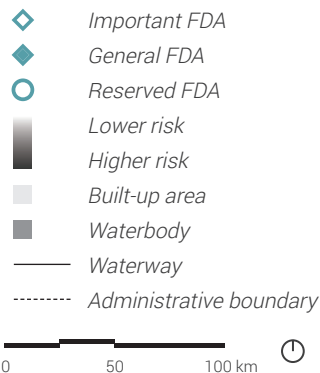 Important FDA
General FDA
Reserved FDA
Lower risk
Higher risk
Built-up area
Waterbody
Waterway
Administrative boundary
0 50 100 km